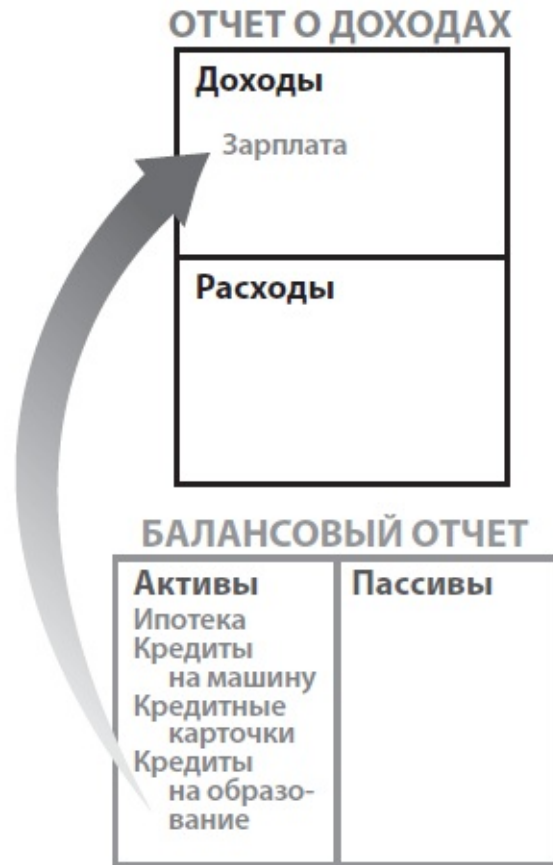 ОТЧЕТ О ДОХОДАХ
Доходы
Зарплата
Расходы
БАЛАНСОВЫЙ ОТЧЕТ
Активы
Ипотека
Кредиты
на машину
Кредитные
карточки
Кредиты
на образо-
вание
Пассивы